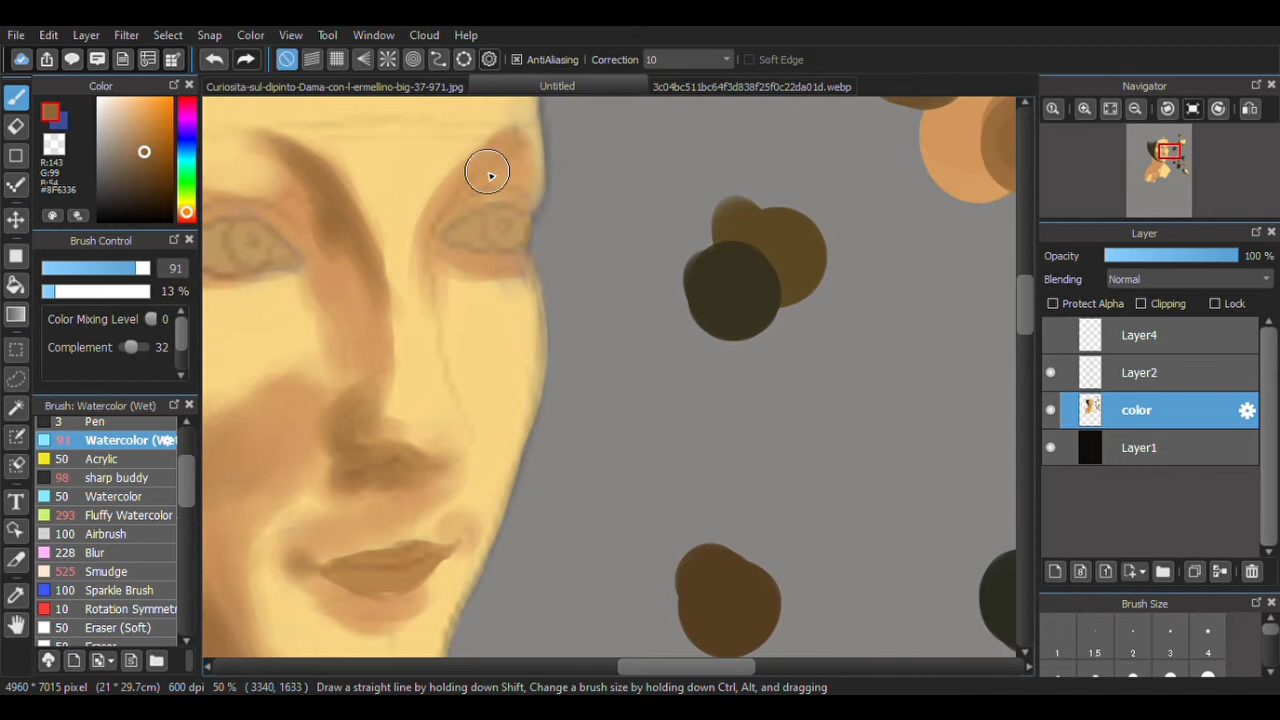 File Edit Layer Filter Select Snap Color View Tool Window Cloud Help
AntiAliasing Correction 10 Soft Edge
Color
Curiosita-sul-dipinto-Dama-con-l-ermelino-big-37-971.jpg Untitled 3c04bc511bc64f3d838f25f0c22da01d.webp
Navigator
R:143
G:99
B:54
#8F6336
Brush Control
91
13 %
Color Mixing Level 0
Complement 32
Brush: Watercolor (Wet)
3 Pen
91 Watercolor (Wet
50 Acrylic
98 sharp buddy
50 Watercolor
293 Fluffy Watercolor
100 Airbrush
228 Blur
525 Smudge
100 Sparkle Brush
10 Rotation Symmetr
50 Eraser (Soft)
Layer
Opacity 100 %
Blending Normal
Protect Alpha Clipping Lock
Layer4
Layer2
color
Layer1
Brush Size
1 1.5 2 3 4
4960 * 7015 pixel (21 * 29.7cm) 600 dpi 50 % ( 3340, 1633 ) Draw a straight line by holding down Shift, Change a brush size by holding down Ctrl, Alt, and dragging